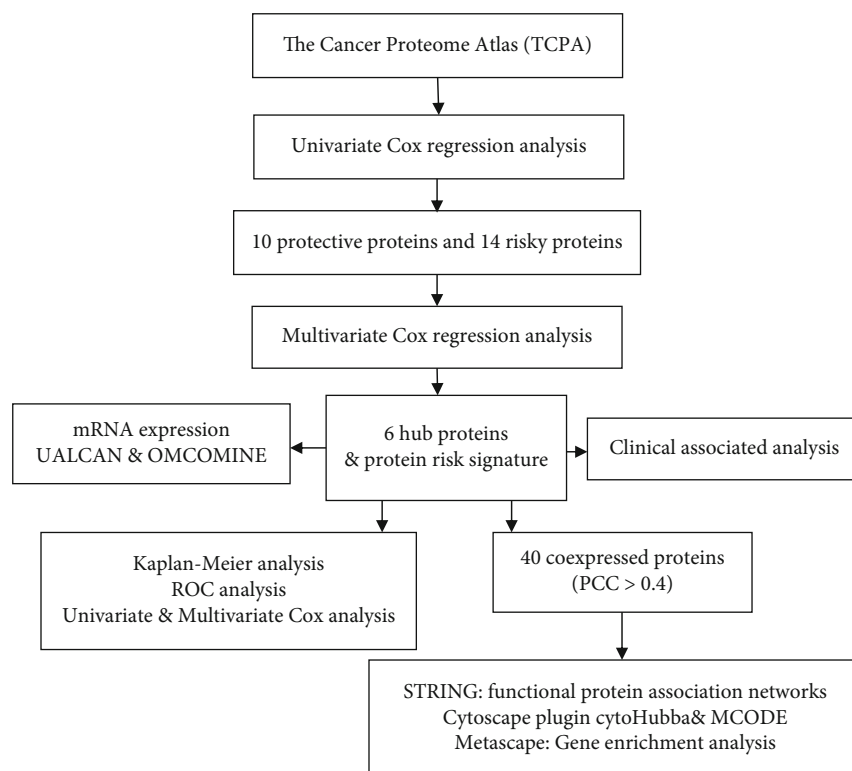 The Cancer Proteome Atlas (TCPA)
Univariate Cox regression analysis
10 protective proteins and 14 risky proteins
Multivariate Cox regression analysis
mRNA expression
UALCAN & OMCOMINE
6 hub proteins
& protein risk signature
Clinical associated analysis
Kaplan-Meier analysis
ROC analysis
Univariate & Multivariate Cox analysis
40 coexpressed proteins
(PCC > 0.4)
STRING: functional protein association networks
Cytoscape plugin cytoHubba& MCODE
Metascape: Gene enrichment analysis